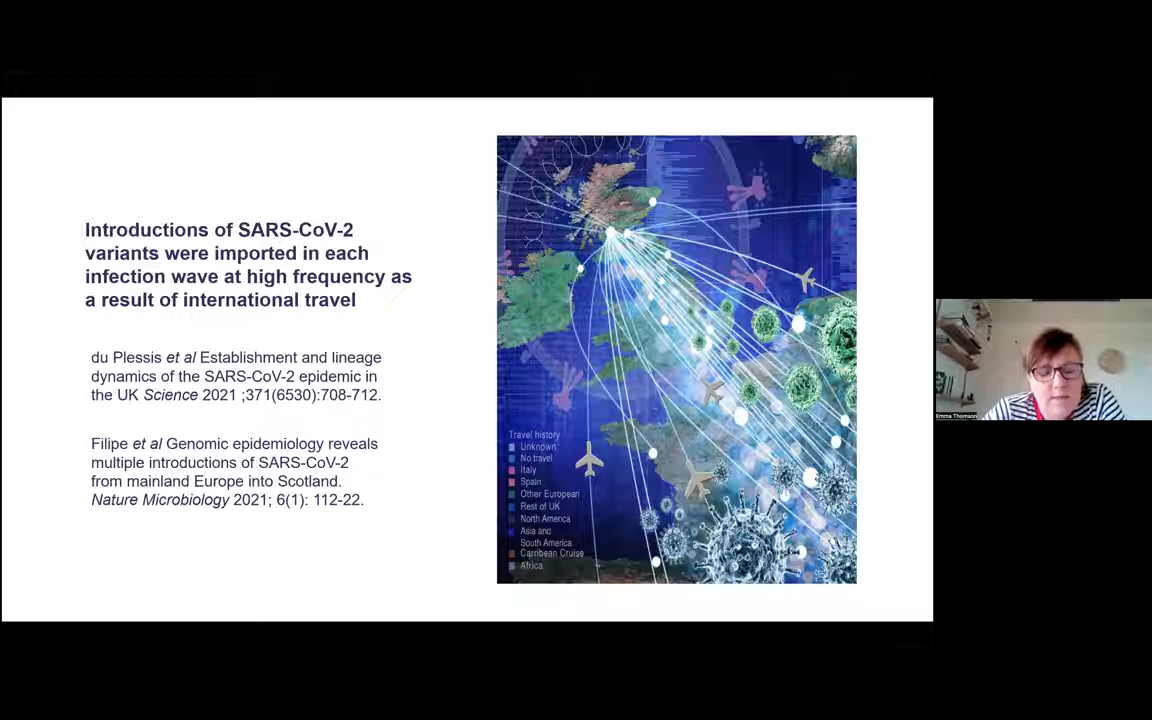 Introductions of SARS-CoV-2
variants were imported in each
infection wave at high frequency as
a result of international travel
du Plessis et al Establishment and lineage
dynamics of the SARS-CoV-2 epidemic in
the UK Science 2021 ;371(6530):708-712.
Filipe et al Genomic epidemiology reveals
multiple introductions of SARS-CoV-2
from mainland Europe into Scotland.
Nature Microbiology 2021; 6(1): 112-22.
Travel history
Unknown
No travel
Italy
Spain
Other European
Rest of UK
North America
Asia and
South America
Carribean Cruise
Africa
Emma Thomson